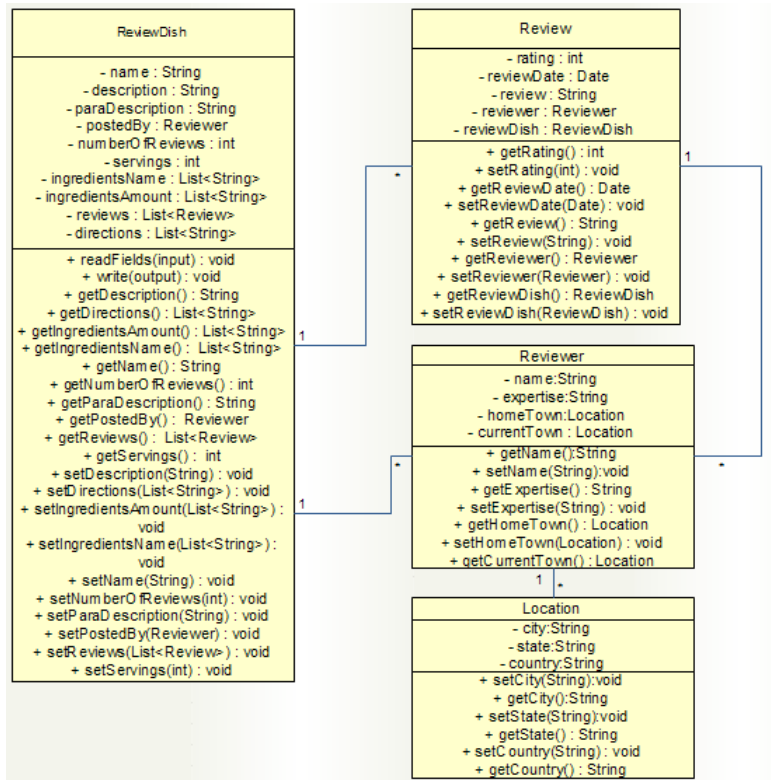 ReviewDish
- name : String
- description : String
- paraDescription : String
- postedBy : Reviewer
- numberOfReviews : int
- servings : int
- ingredientsName : List<String>
- ingredientsAmount : List<String>
- reviews : List<Review>
- directions : List<String>
+ readFields(input) : void
+ write(output) : void
+ getDescription() : String
+ getDirections() : List<String>
+ getIngredientsAmount() : List<String>
+ getIngredientsName() : List<String>
+ getName() : String
+ getNumberOfReviews() : int
+ getParaDescription() : String
+ getPostedBy() : Reviewer
+ getReviews() : List<Review>
+ getServings() : int
+ setDescription(String) : void
+ setDirections(List<String>) : void
+ setIngredientsAmount(List<String>) :
void
+ setIngredientsName(List<String>) :
void
+ setName(String) : void
+ setNumberOfReviews(int) : void
+ setParaDescription(String) : void
+ setPostedBy(Reviewer) : void
+ setReviews(List<Review>) : void
+ setServings(int) : void
1
*
1
*
Review
- rating : int
- reviewDate : Date
- review : String
- reviewer : Reviewer
- reviewDish : ReviewDish
+ getRating() : int
+ setRating(int) : void
+ getReviewDate() : Date
+ setReviewDate(Date) : void
+ getReview() : String
+ setReview(String) : void
+ getReviewer() : Reviewer
+ setReviewer(Reviewer) : void
+ getReviewDish() : ReviewDish
+ setReviewDish(ReviewDish) : void
1
*
Reviewer
- name:String
- expertise:String
- homeTown:Location
- currentTown : Location
+ getName():String
+ setName(String):void
+ getExpertise() : String
+ setExpertise(String) : void
+ getHomeTown() : Location
+ setHomeTown(Location) : void
+ getCurrentTown() : Location
1
*
Location
- city:String
- state:String
- country:String
+ setCity(String):void
+ getCity():String
+ setState(String):void
+ getState() : String
+ setCountry(String) : void
+ getCountry() : String